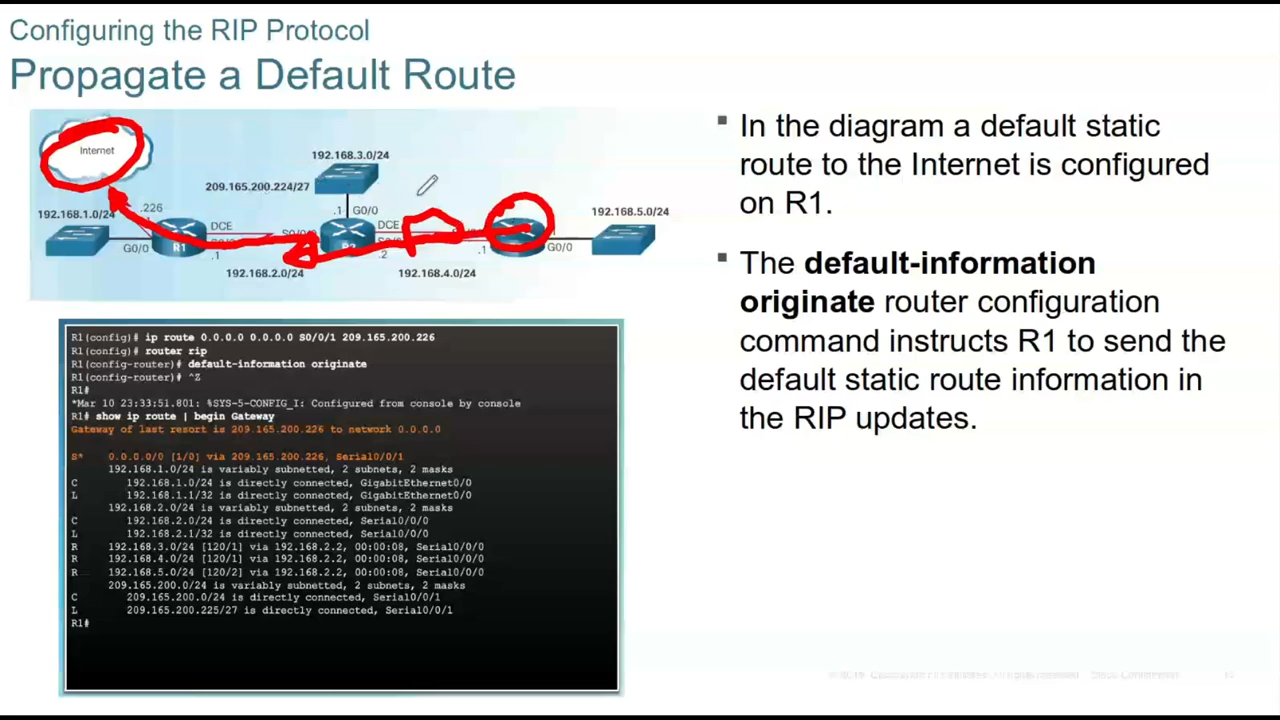 Configuring the RIP Protocol
Propagate a Default Route
Internet
192.168.3.0/24
209.165.200.224/27
192.168.1.0/24
.226
.1
G0/0
192.168.5.0/24
DCE
DCE
R1
G0/0
.1
.2
.1
G0/0
192.168.2.0/24
192.168.4.0/24
R1(config)# ip route 0.0.0.0 0.0.0.0 S0/0/1 209.165.200.226
R1(config)# router rip
R1(config-router)# default-information originate
R1(config-router)# ^Z
R1#
*Mar 10 23:33:51.801: %SYS-5-CONFIG_I: Configured from console by console
R1# show ip route | begin Gateway
Gateway of last resort is 209.165.200.226 to network 0.0.0.0
S* 0.0.0.0/0 [1/0] via 209.165.200.226, Serial0/0/1
192.168.1.0/24 is variably subnetted, 2 subnets, 2 masks
C 192.168.1.0/24 is directly connected, GigabitEthernet0/0
L 192.168.1.1/32 is directly connected, GigabitEthernet0/0
192.168.2.0/24 is variably subnetted, 2 subnets, 2 masks
C 192.168.2.0/24 is directly connected, Serial0/0/0
L 192.168.2.1/32 is directly connected, Serial0/0/0
R 192.168.3.0/24 [120/1] via 192.168.2.2, 00:00:08, Serial0/0/0
R 192.168.4.0/24 [120/1] via 192.168.2.2, 00:00:08, Serial0/0/0
R 192.168.5.0/24 [120/2] via 192.168.2.2, 00:00:08, Serial0/0/0
209.165.200.0/24 is variably subnetted, 2 subnets, 2 masks
C 209.165.200.0/24 is directly connected, Serial0/0/1
L 209.165.200.225/27 is directly connected, Serial0/0/1
R1#
In the diagram a default static
route to the Internet is configured
on R1.
The default-information
originate router configuration
command instructs R1 to send the
default static route information in
the RIP updates.